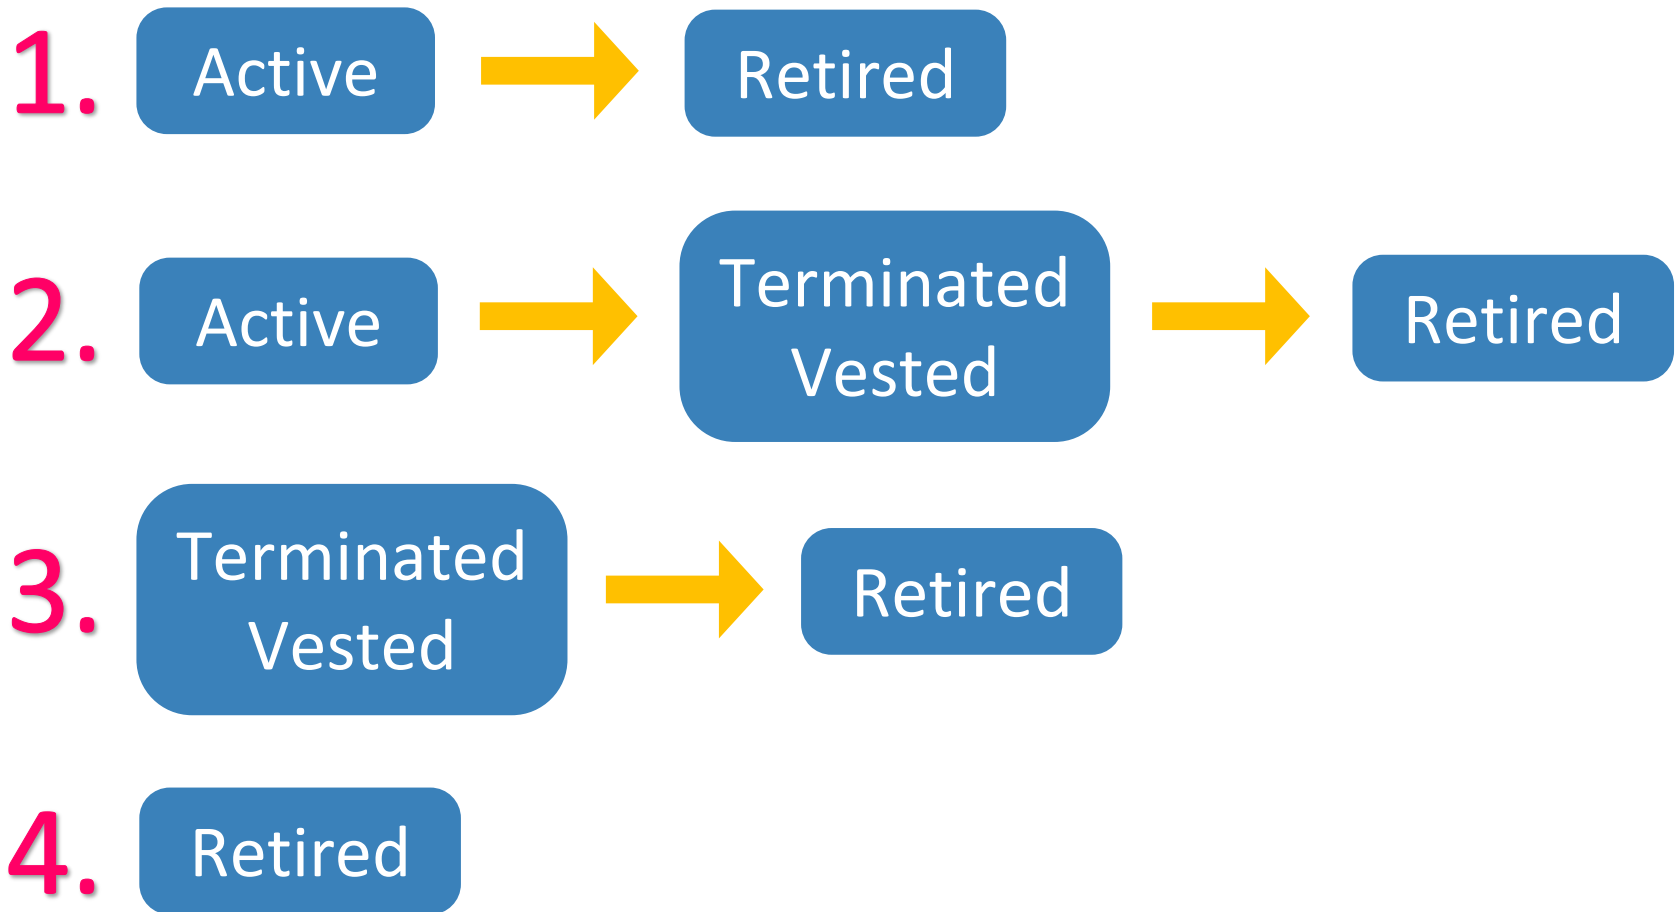 1. Active Retired
2. Active Terminated Vested Retired
3. Terminated Vested Retired
4. Retired